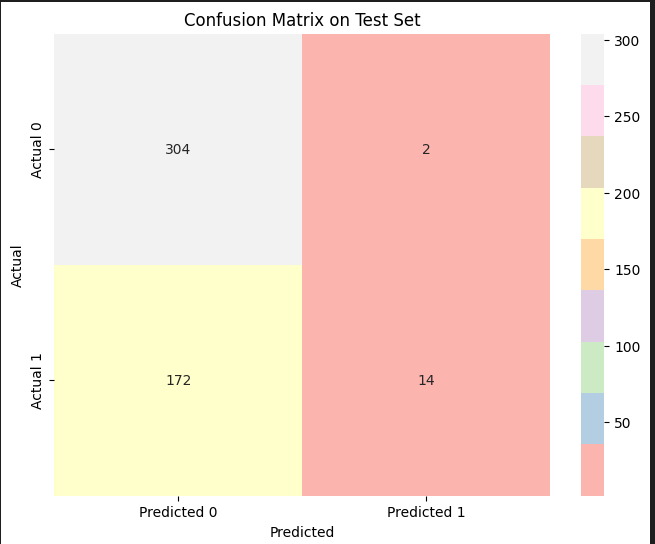 Confusion Matrix on Test Set
Actual
Actual 0
304
2
Actual 1
172
14
Predicted 0
Predicted 1
Predicted
300
250
200
150
100
50